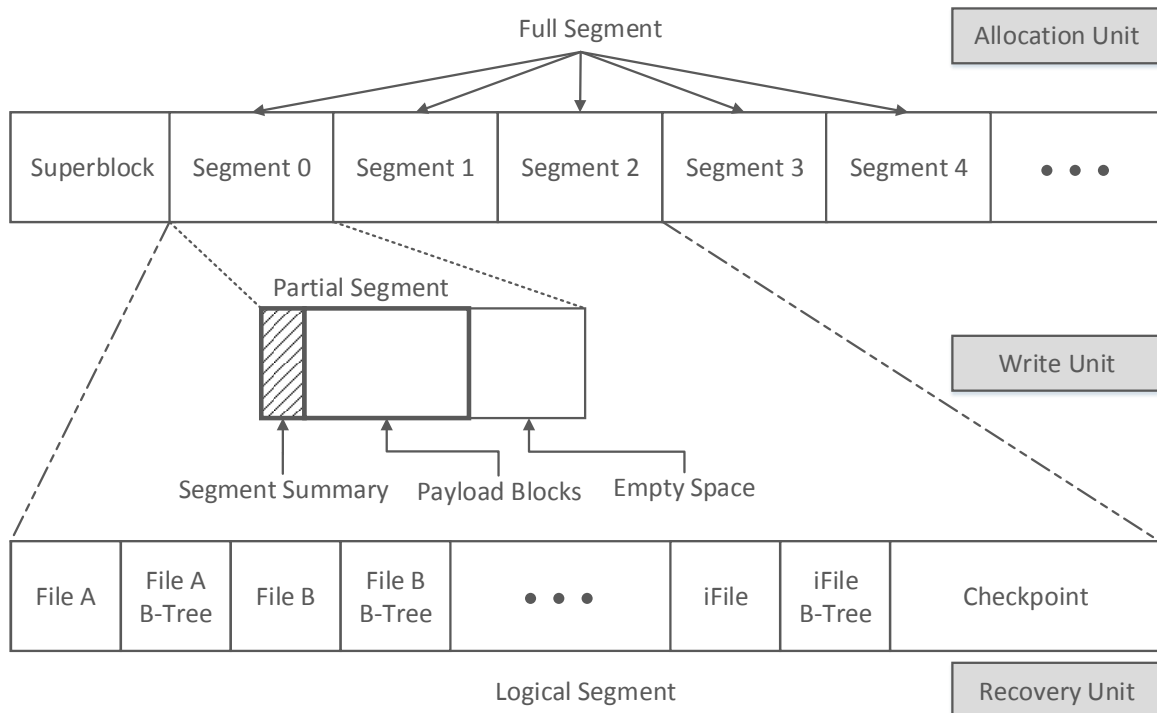 Full Segment
Allocation Unit
Superblock
Segment 0
Segment 1
Segment 2
Segment 3
Segment 4
Partial Segment
Write Unit
Segment Summary
Payload Blocks
Empty Space
File A
File A
B-Tree
File B
File B
B-Tree
iFile
iFile
B-Tree
Checkpoint
Logical Segment
Recovery Unit